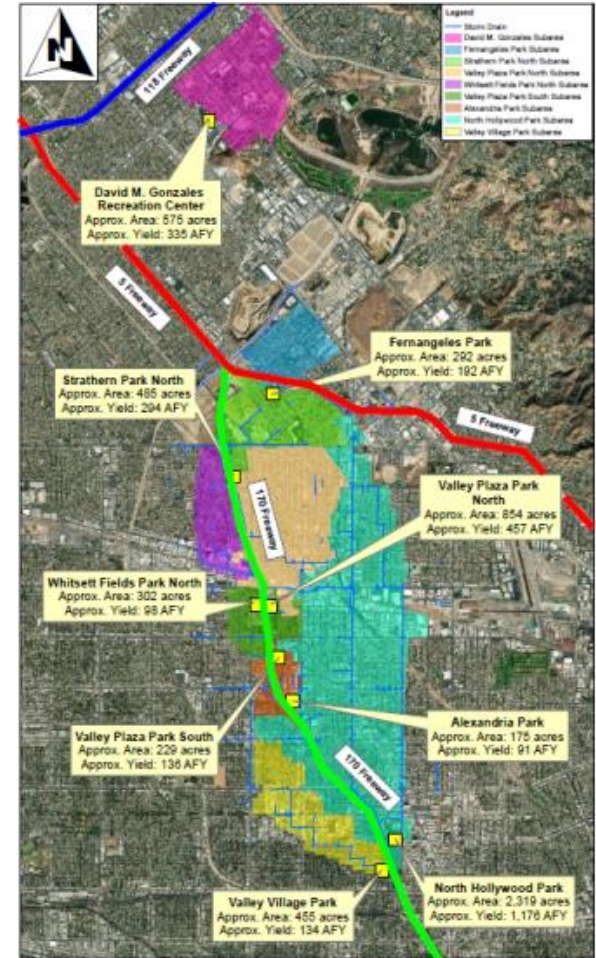 N
118 Freeway
Legend
Storm Drain
David M. Gonzales Subarea
Fernangeles Park Subarea
Strathern Park North Subarea
Valley Plaza Park North Subarea
Whitsett Fields Park North Subarea
Valley Plaza Park South Subarea
Alexandria Park Subarea
North Hollywood Park Subarea
Valley Village Park Subarea
David M. Gonzales
Recreation Center
Approx. Area: 575 acres
Approx. Yield: 335 AFY
5 Freeway
Fernangeles Park
Approx. Area: 292 acres
Approx. Yield: 192 AFY
Strathern Park North
Approx. Area: 485 acres
Approx. Yield: 294 AFY
5 Freeway
170 Freeway
Valley Plaza Park
North
Approx. Area: 854 acres
Approx. Yield: 457 AFY
Whitsett Fields Park North
Approx. Area: 302 acres
Approx. Yield: 98 AFY
Valley Plaza Park South
Approx. Area: 229 acres
Approx. Yield: 136 AFY
Alexandria Park
Approx. Area: 175 acres
Approx. Yield: 91 AFY
170 Freeway
Valley Village Park
Approx. Area: 455 acres
Approx. Yield: 134 AFY
North Hollywood Park
Approx. Area: 2,319 acres
Approx. Yield: 1,176 AFY